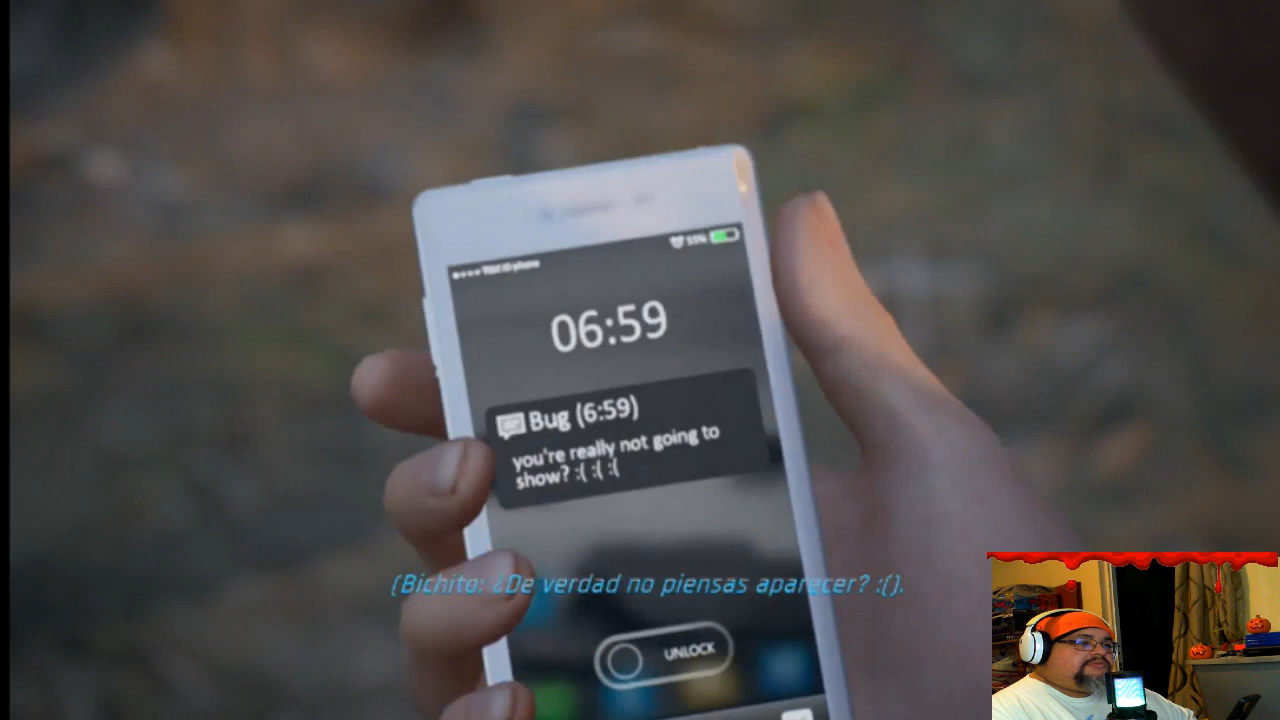 06:59
Bug (6:59)
you're really not going to
show? :( :( :(
(Bichito: ¿De verdad no piensas aparecer? :().
UNLOCK